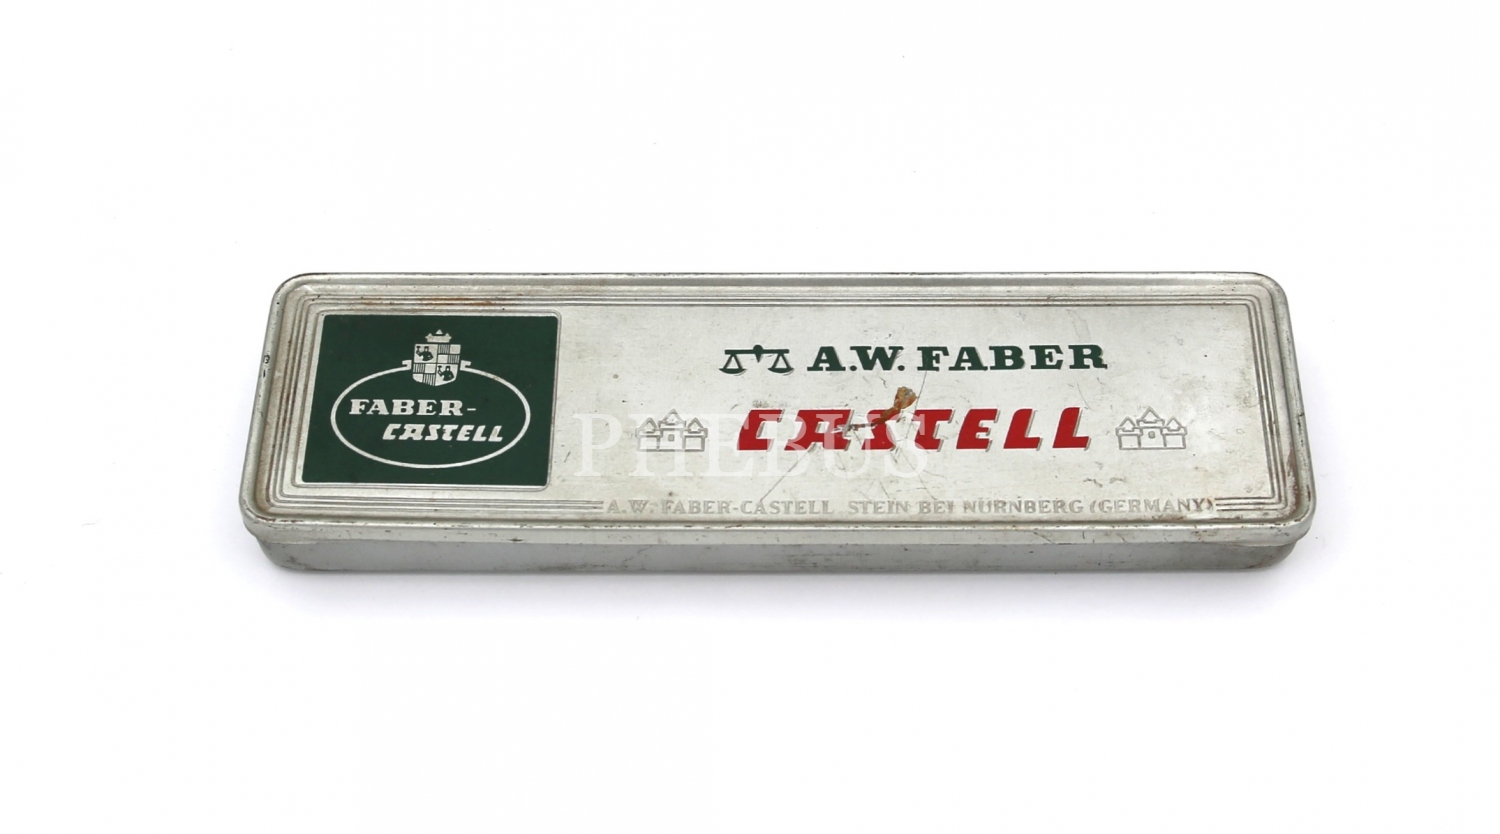 FABER-
CASTELL
A.W. FABER
CASTELL
PHEBUS
A.W. FABER-CASTELL STEIN BEI NÜRNBERG (GERMANY)